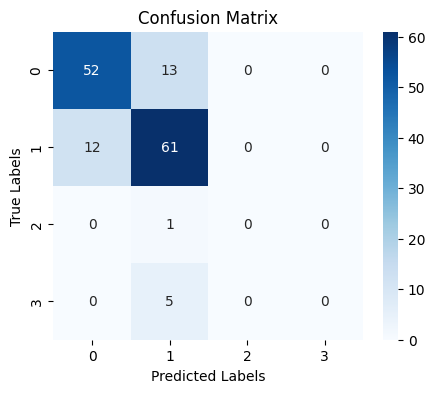 Confusion Matrix
True Labels
0 52 13 0 0
1 12 61 0 0
2 0 1 0 0
3 0 5 0 0
0 1 2 3
Predicted Labels
60
50
40
30
20
10
0